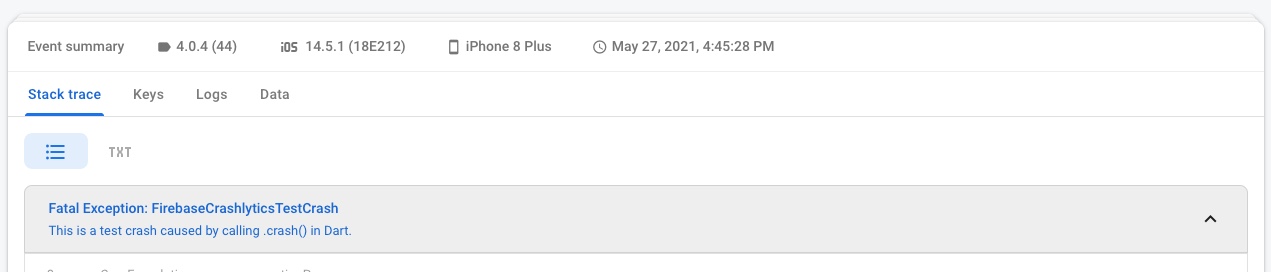 Event summary 4.0.4 (44) iOS 14.5.1 (18E212) iPhone 8 Plus May 27, 2021, 4:45:28 PM
Stack trace Keys Logs Data
TXT
Fatal Exception: FirebaseCrashlyticsTestCrash
This is a test crash caused by calling .crash() in Dart.